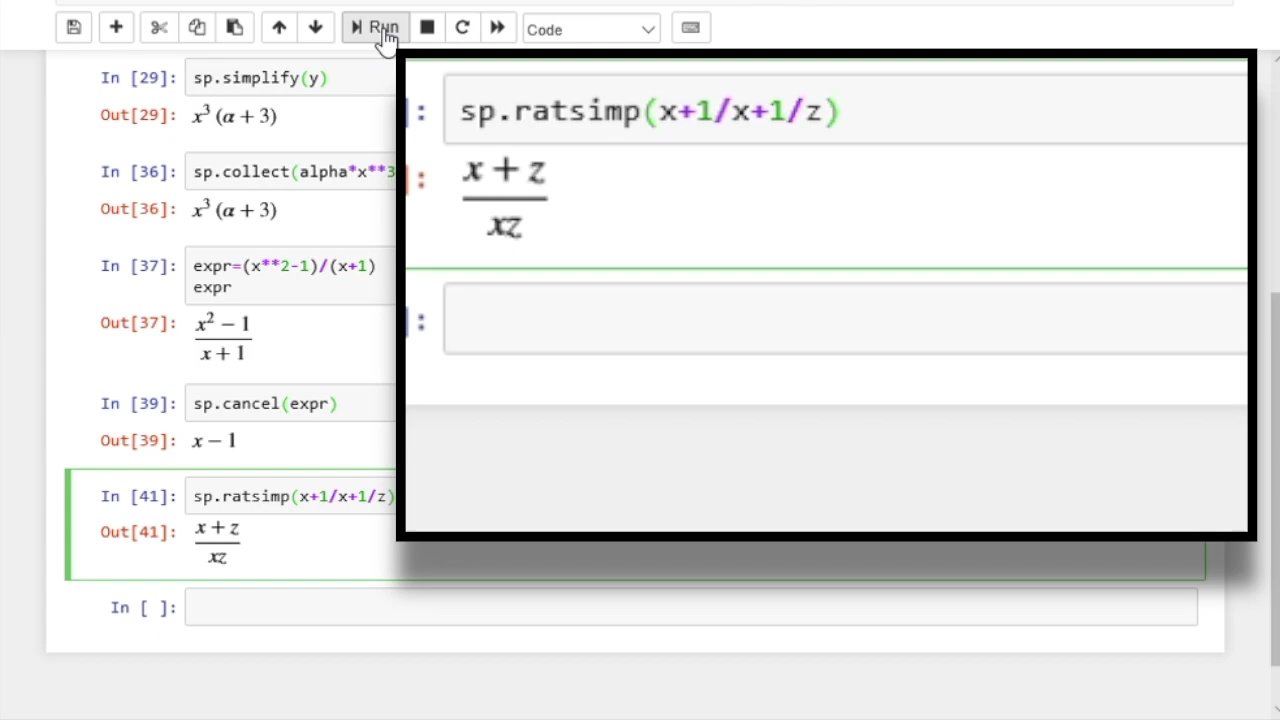 Run
Code
In [29]: sp.simplify(y)
Out[29]: x³ (α + 3)
In [36]: sp.collect(alpha*x**3
Out[36]: x³ (α + 3)
In [37]: expr=(x**2-1)/(x+1)
expr
Out[37]: x² − 1
x + 1
In [39]: sp.cancel(expr)
Out[39]: x − 1
In [41]: sp.ratsimp(x+1/x+1/z)
Out[41]: x + z
xz
In [ ]:
]: sp.ratsimp(x+1/x+1/z)
]: x + z
xz
]: